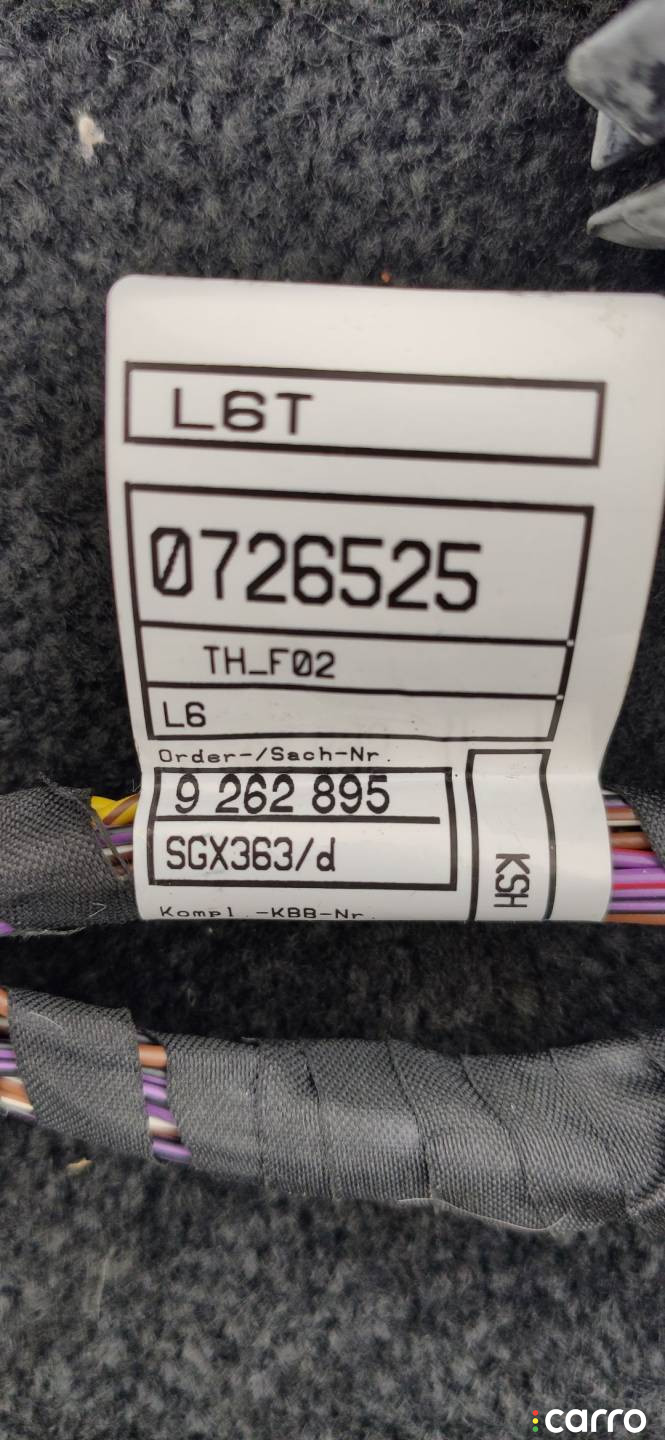 L6T
0726525
TH_F02
L6
Order-/Sach-Nr.
9 262 895
SGX363/d
KSH
Kompl.-KBB-Nr.
carro